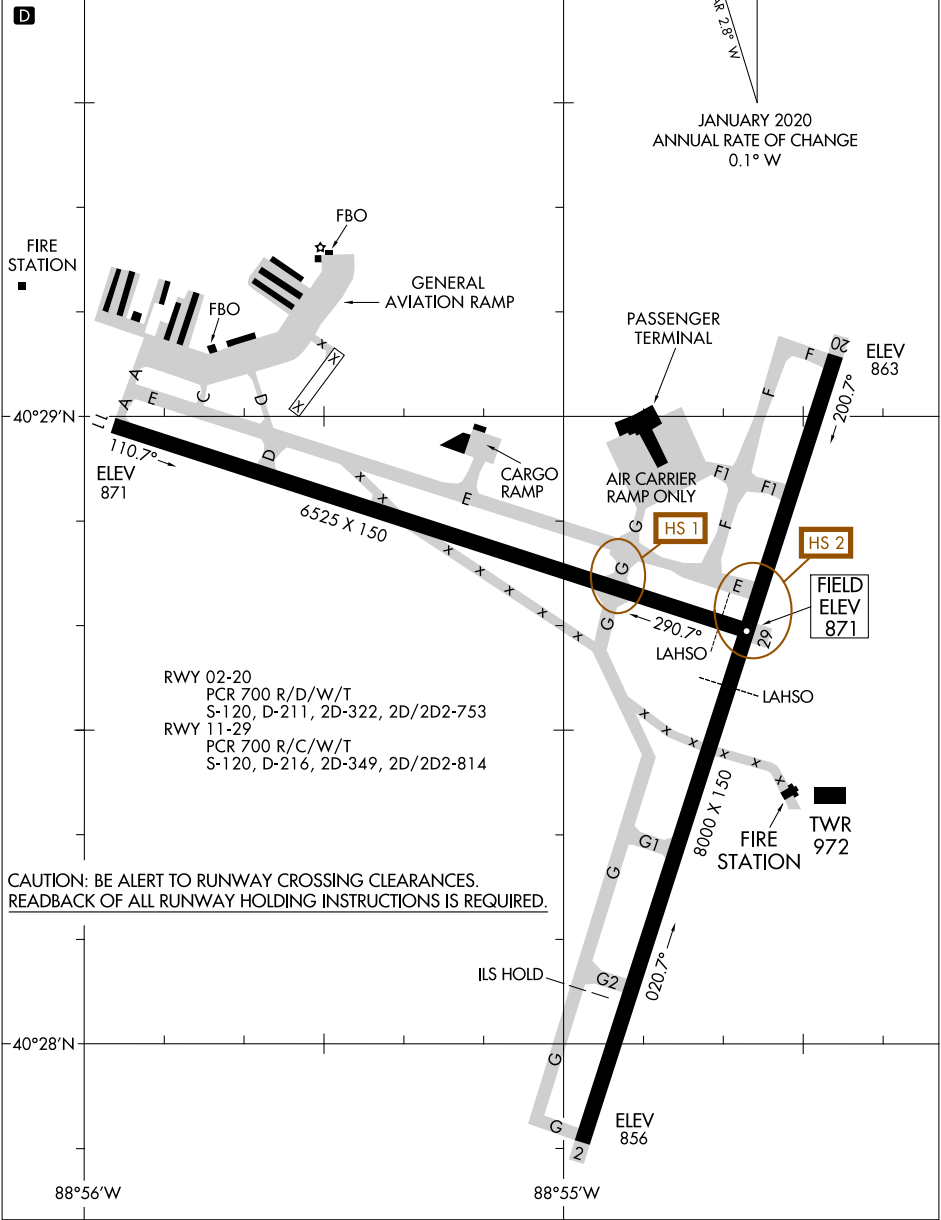 D
VAR 2.8° W
JANUARY 2020
ANNUAL RATE OF CHANGE
0.1° W
FBO
FIRE
STATION
GENERAL
AVIATION RAMP
FBO
PASSENGER
TERMINAL
20
F
ELEV
863
X
X
A
C
D
E
F
200.7°
40°29'N
A
X
11
110.7°
D
ELEV
871
CARGO
RAMP
F1
F1
AIR CARRIER
RAMP ONLY
X
X
E
6525 X 150
G
F
HS 1
HS 2
X
X
G
E
FIELD
ELEV
871
X
X
G
290.7°
29
X
LAHSO
LAHSO
RWY 02-20
PCR 700 R/D/W/T
S-120, D-211, 2D-322, 2D/2D2-753
RWY 11-29
PCR 700 R/C/W/T
S-120, D-216, 2D-349, 2D/2D2-814
X
X
X
X
X
X
8000 X 150
TWR
972
FIRE
STATION
G1
G
CAUTION: BE ALERT TO RUNWAY CROSSING CLEARANCES.
READBACK OF ALL RUNWAY HOLDING INSTRUCTIONS IS REQUIRED.
ILS HOLD
G2
020.7°
40°28'N
G
G
ELEV
856
2
88°56'W
88°55'W